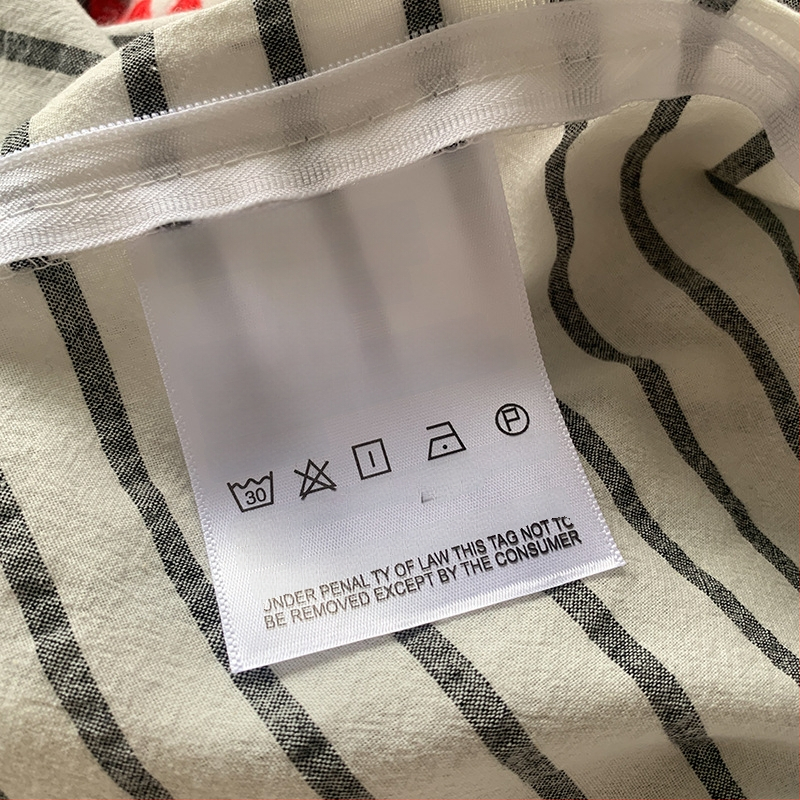 30
P
JNDER PENAL TY OF LAW THIS TAG NOT TC
BE REMOVED EXCEPT BY THE CONSUMER